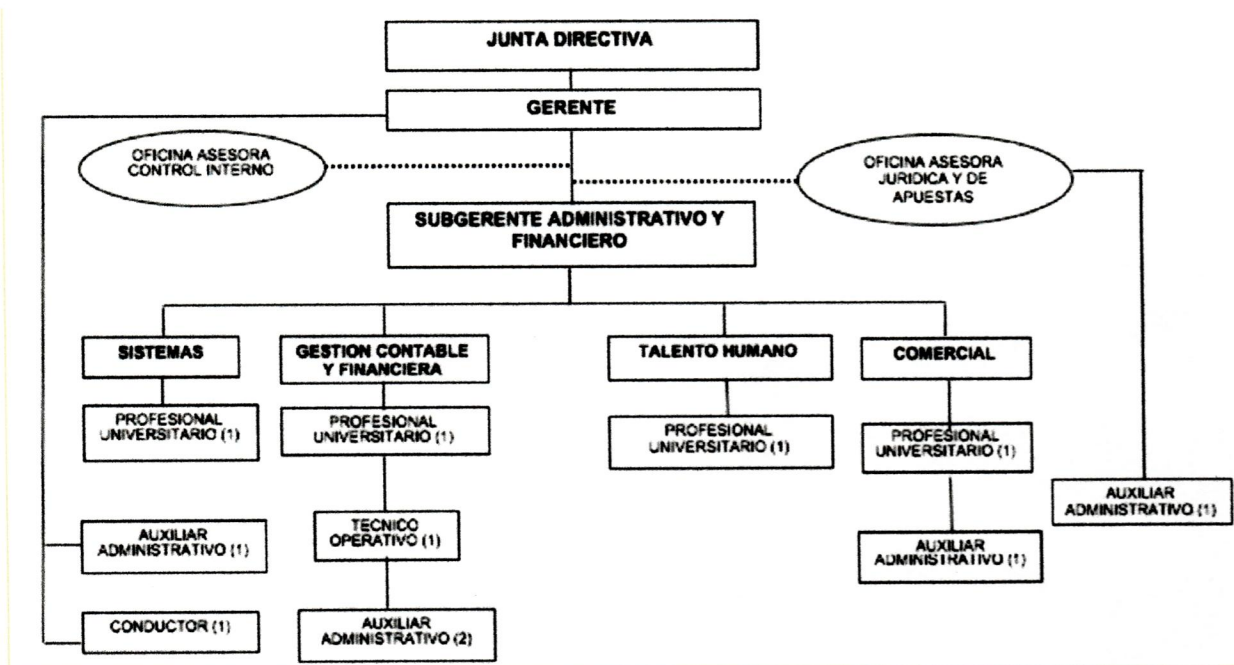 JUNTA DIRECTIVA
GERENTE
OFICINA ASESORA
CONTROL INTERNO
OFICINA ASESORA
JURIDICA Y DE
APUESTAS
SUBGERENTE ADMINISTRATIVO Y
FINANCIERO
SISTEMAS
GESTION CONTABLE
Y FINANCIERA
TALENTO HUMANO
COMERCIAL
PROFESIONAL
UNIVERSITARIO (1)
PROFESIONAL
UNIVERSITARIO (1)
PROFESIONAL
UNIVERSITARIO (1)
PROFESIONAL
UNIVERSITARIO (1)
AUXILIAR
ADMINISTRATIVO (1)
AUXILIAR
ADMINISTRATIVO (1)
TECNICO
OPERATIVO (1)
AUXILIAR
ADMINISTRATIVO (1)
CONDUCTOR (1)
AUXILIAR
ADMINISTRATIVO (2)